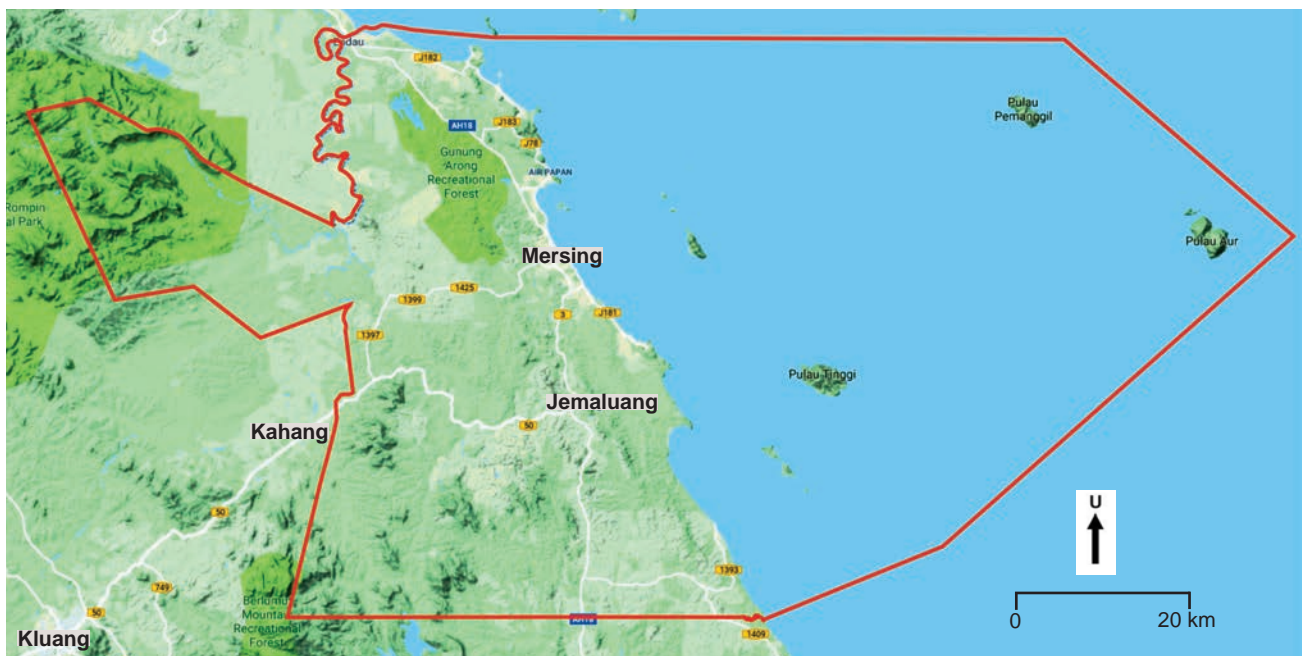 Endau
J182
Pulau
Pemanggil
AH18
J183
J78
Gunung
Arong
Recreational
Forest
AIR PAPAN
Rompin
al Park
Pulau Aur
Mersing
1425
1399
3
J181
1397
Pulau Tinggi
Jemaluang
50
Kahang
U
50
1393
749
50
Mounta
Recreational
Forest
AH18
1409
Kluang
0
20 km